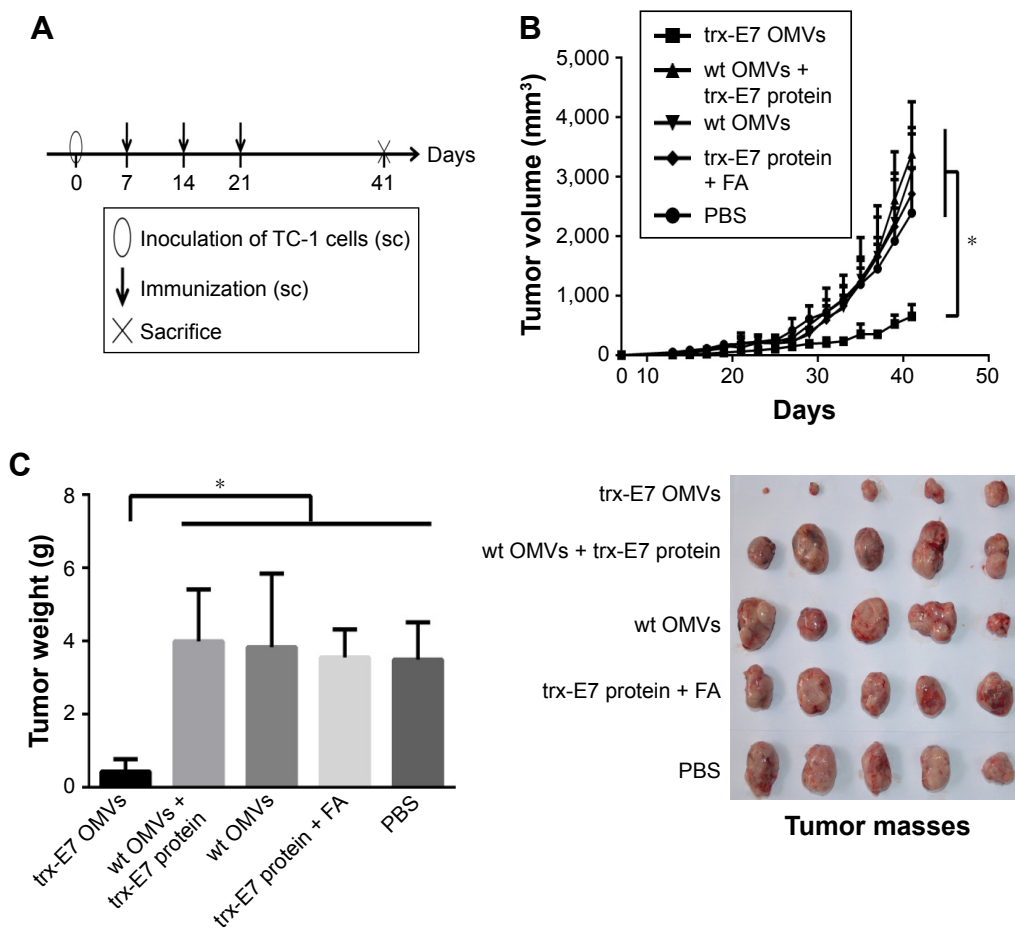 A
Days
0 7 14 21 41
Inoculation of TC-1 cells (sc)
Immunization (sc)
Sacrifice
B
Tumor volume (mm³)
5,000
4,000
3,000
2,000
1,000
0
trx-E7 OMVs
wt OMVs +
trx-E7 protein
wt OMVs
trx-E7 protein
+ FA
PBS
*
7 10 20 30 40 50
Days
C
Tumor weight (g)
8
6
4
2
0
*
trx-E7 OMVs
wt OMVs +
trx-E7 protein
wt OMVs
trx-E7 protein + FA
PBS
trx-E7 OMVs
wt OMVs + trx-E7 protein
wt OMVs
trx-E7 protein + FA
PBS
Tumor masses